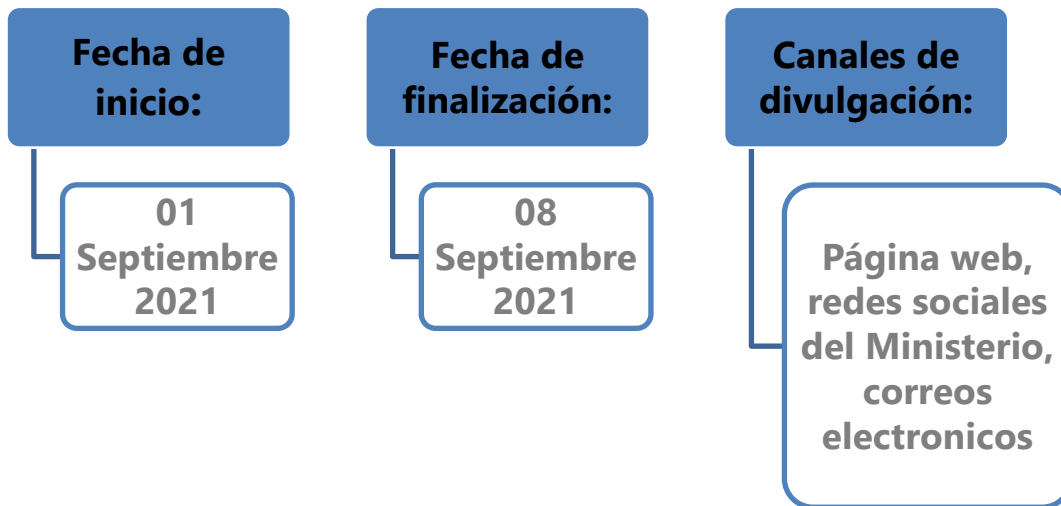 Fecha de
inicio:
01
Septiembre
2021
Fecha de
finalización:
08
Septiembre
2021
Canales de
divulgación:
Página web,
redes sociales
del Ministerio,
correos
electronicos